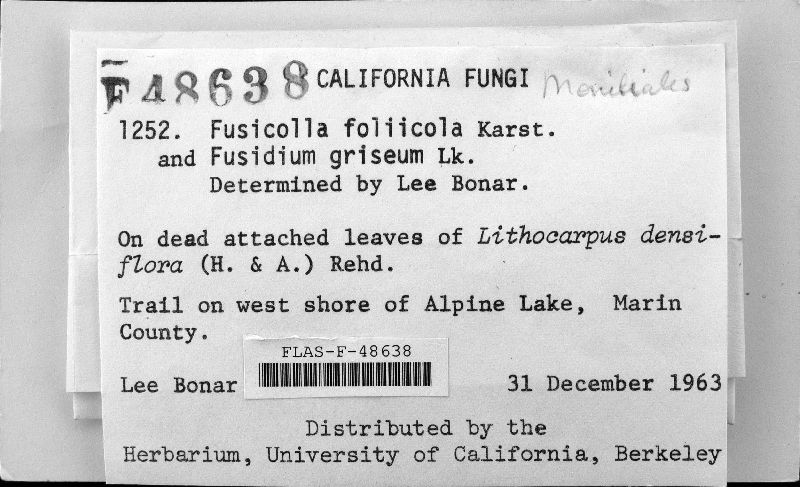 F48638 CALIFORNIA FUNGI Moniliales
1252. Fusicolla foliicola Karst.
and Fusidium griseum Lk.
Determined by Lee Bonar.
On dead attached leaves of Lithocarpus densi-
flora (H. & A.) Rehd.
Trail on west shore of Alpine Lake, Marin
County.
FLAS-F-48638
Lee Bonar 31 December 1963
Distributed by the
Herbarium, University of California, Berkeley